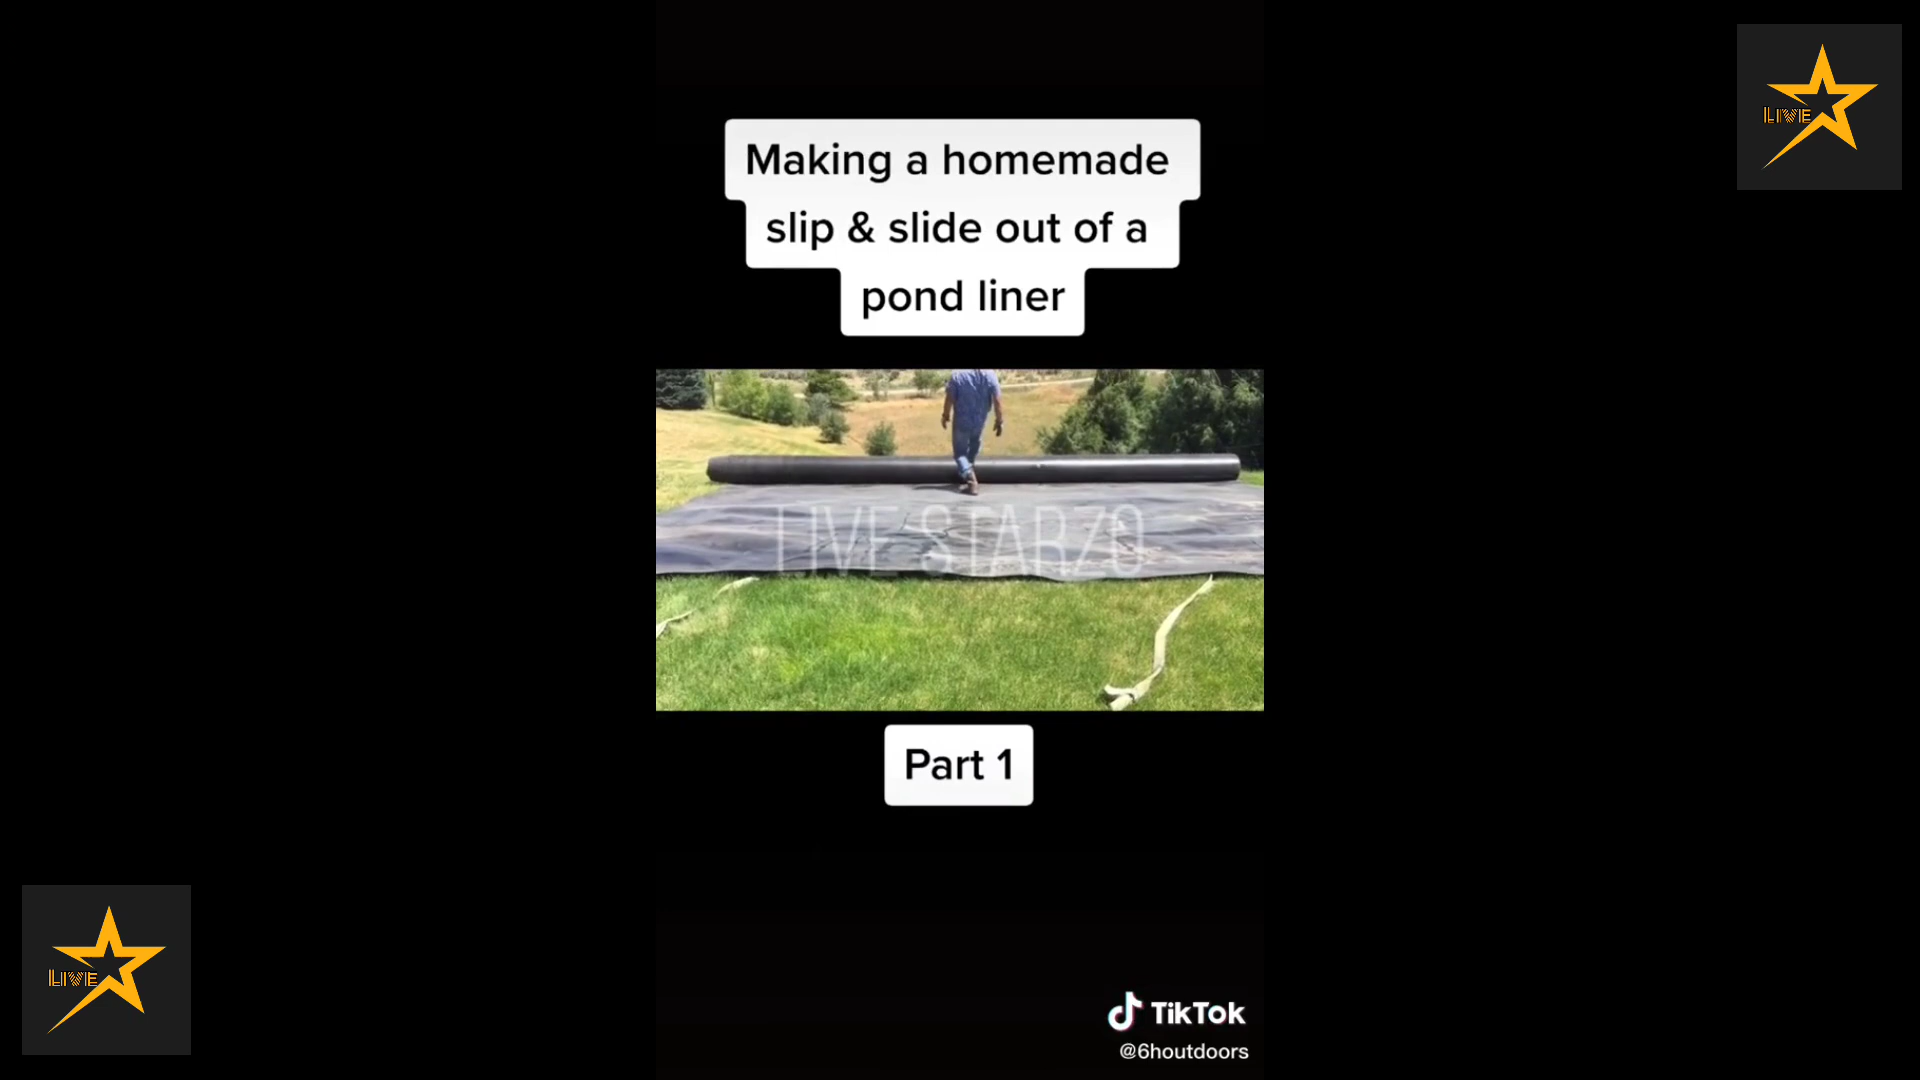 LIVE
Making a homemade
slip & slide out of a
pond liner
LIVE STARZO
Part 1
LIVE
TikTok
@6houtdoors